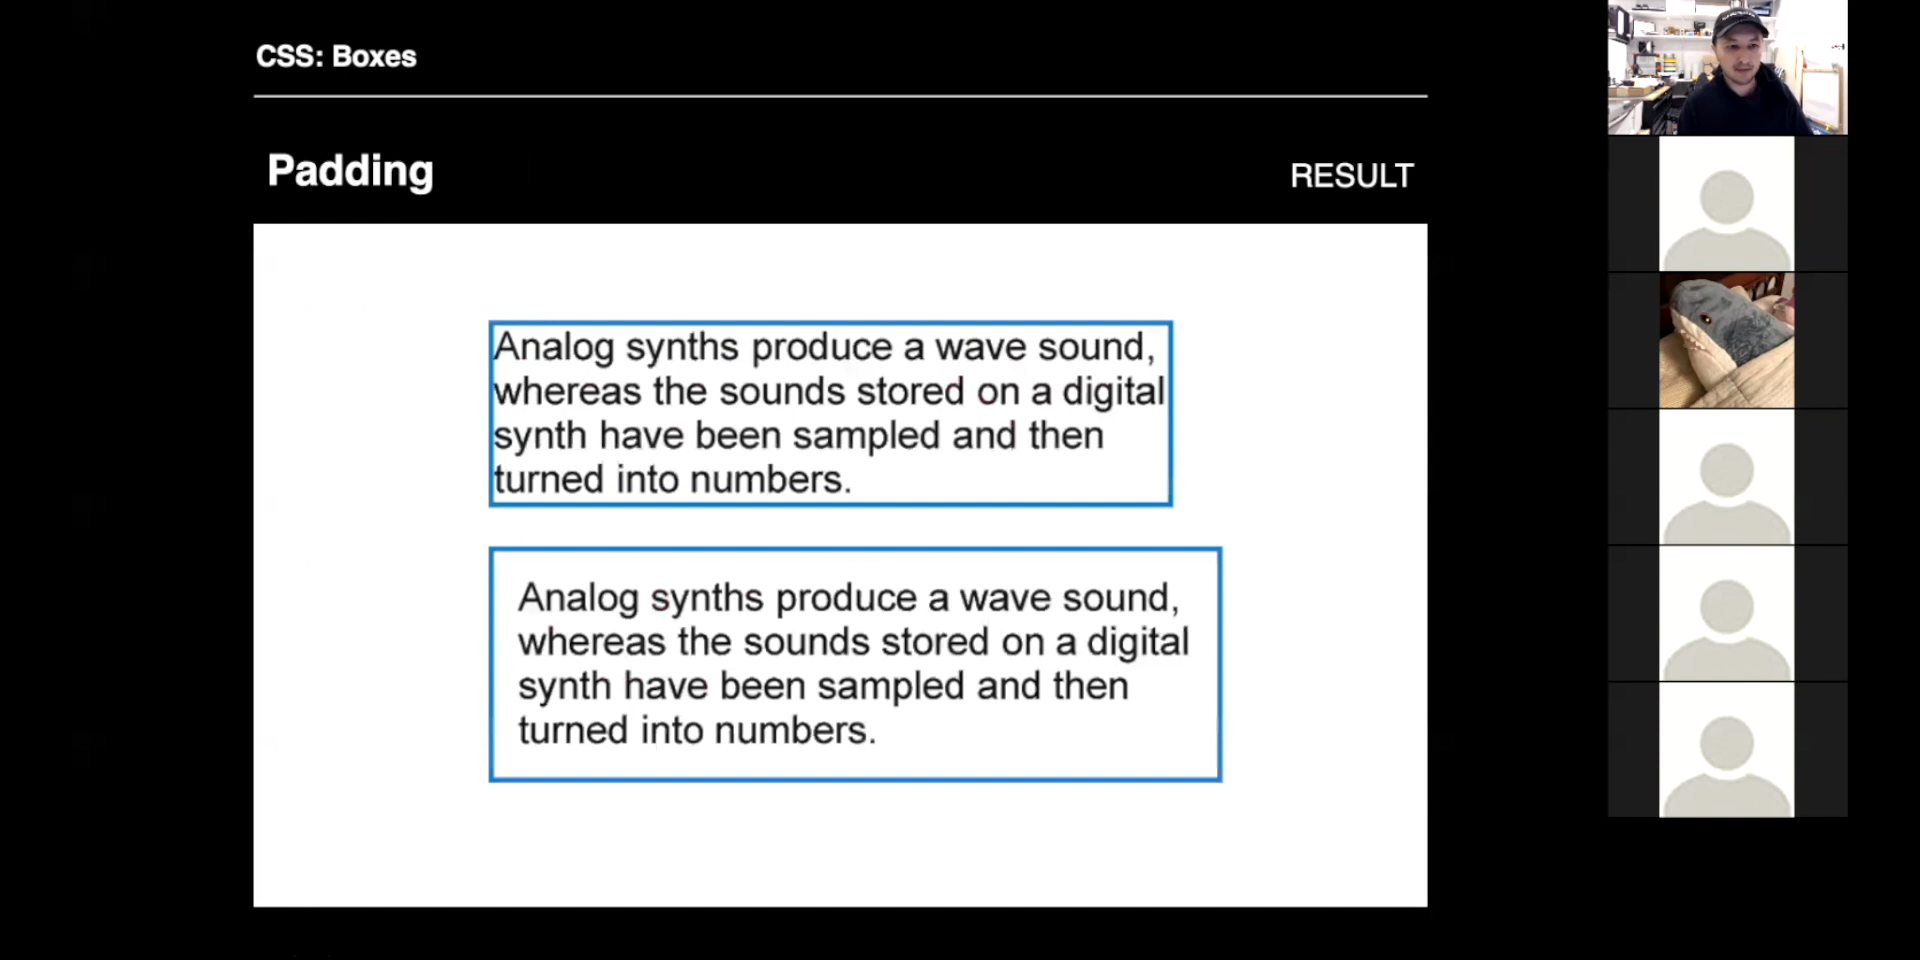 CSS: Boxes
Padding
RESULT
Analog synths produce a wave sound,
whereas the sounds stored on a digital
synth have been sampled and then
turned into numbers.
Analog synths produce a wave sound,
whereas the sounds stored on a digital
synth have been sampled and then
turned into numbers.